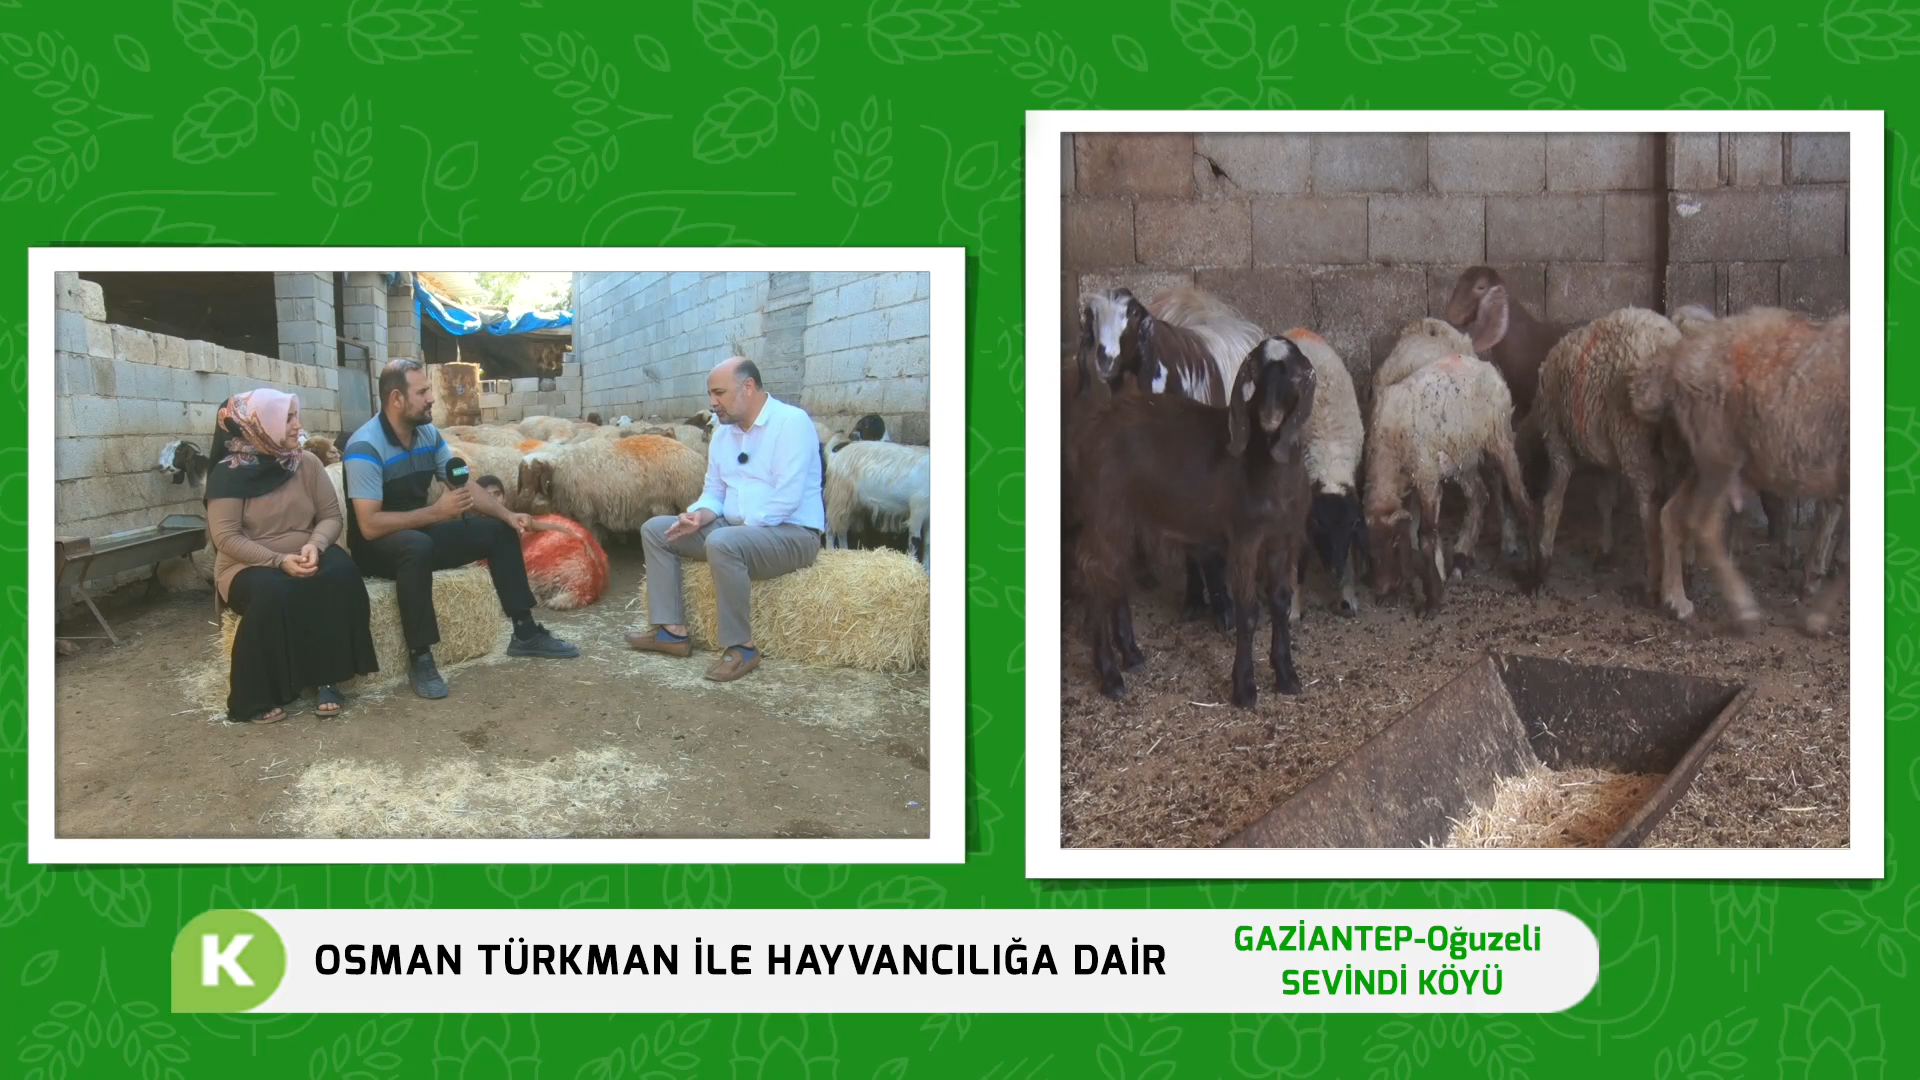 K
OSMAN TÜRKMAN İLE HAYVANCILIĞA DAİR
GAZİANTEP-Oğuzeli
SEVİNDİ KÖYÜ